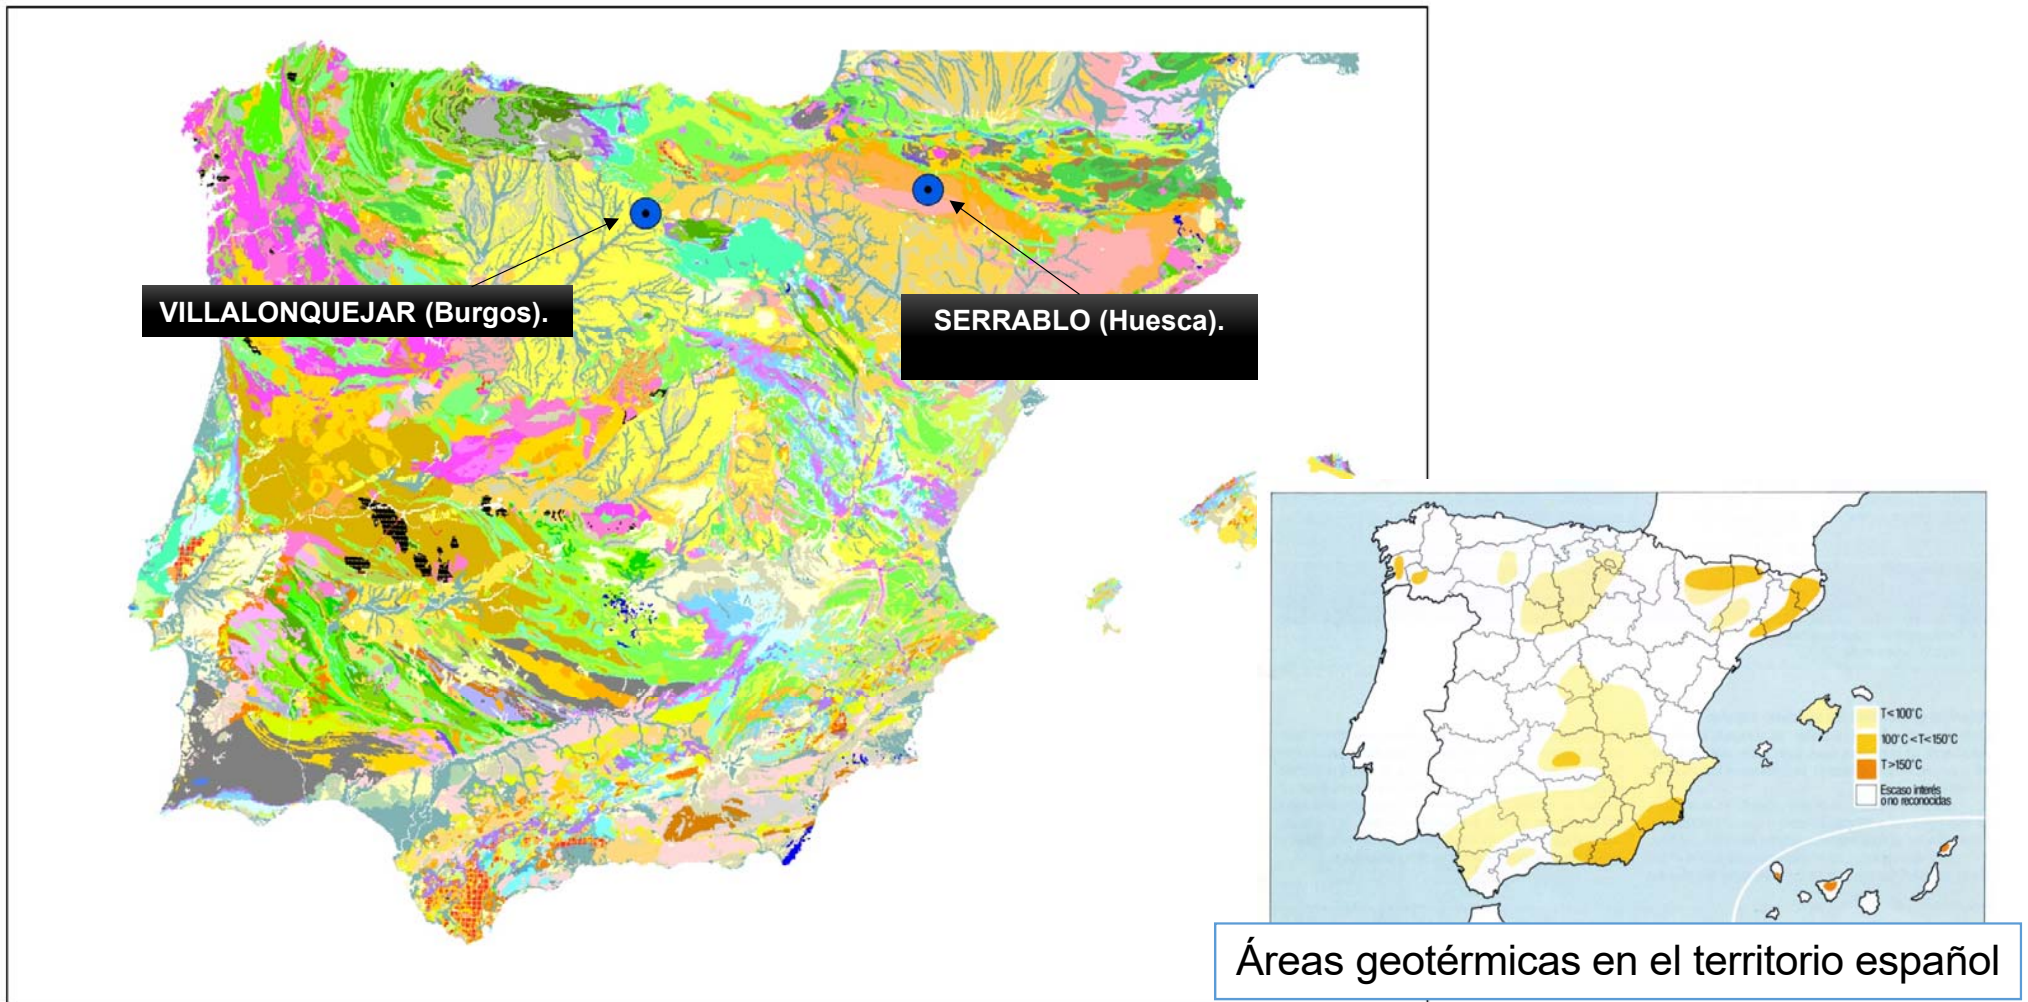 VILLALONQUEJAR (Burgos).
SERRABLO (Huesca).
T<100°C
100°C<T<150°C
T>150°C
Escaso interés
o no reconocidas
Áreas geotérmicas en el territorio español